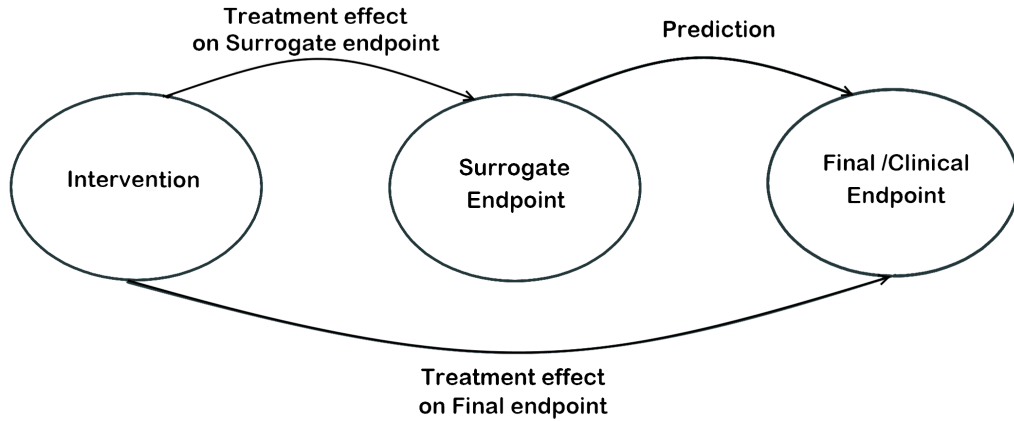 Treatment effect
on Surrogate endpoint
Prediction
Intervention
Surrogate
Endpoint
Final /Clinical
Endpoint
Treatment effect
on Final endpoint